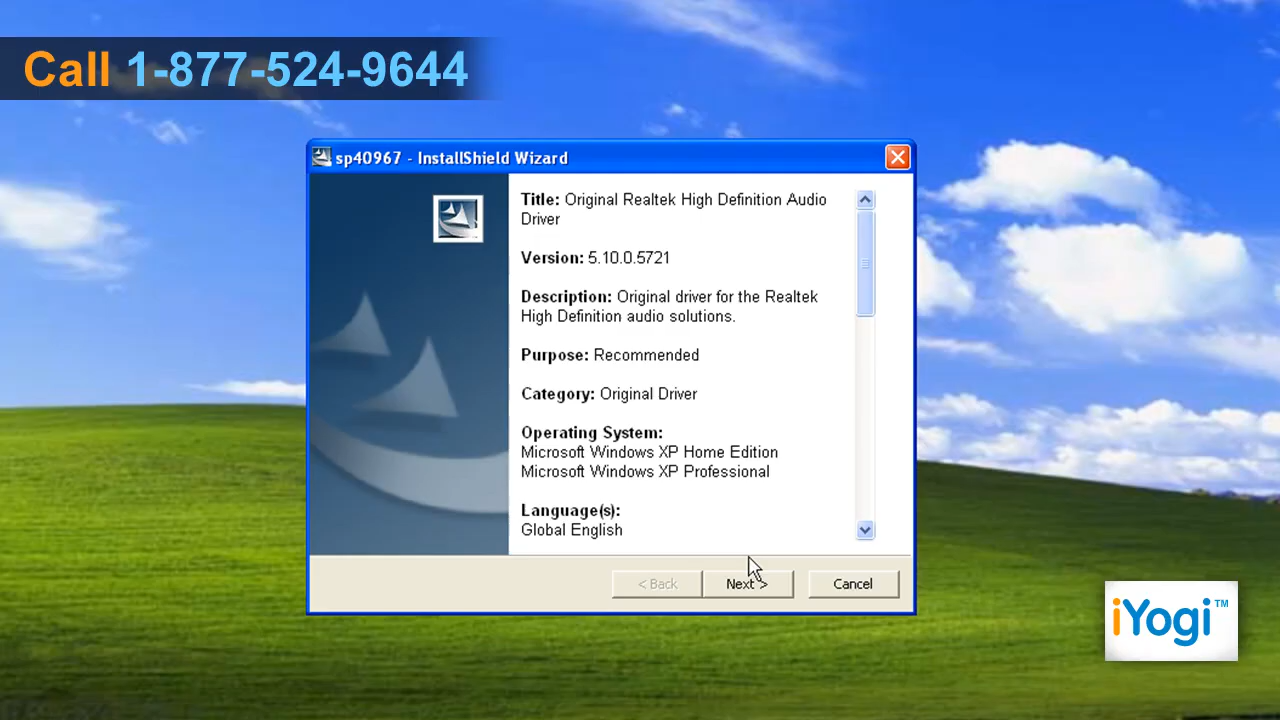 Call 1-877-524-9644
sp40967 - InstallShield Wizard
Title: Original Realtek High Definition Audio
Driver
Version: 5.10.0.5721
Description: Original driver for the Realtek
High Definition audio solutions.
Purpose: Recommended
Category: Original Driver
Operating System:
Microsoft Windows XP Home Edition
Microsoft Windows XP Professional
Language(s):
Global English
< Back
Next >
Cancel
iYogi™